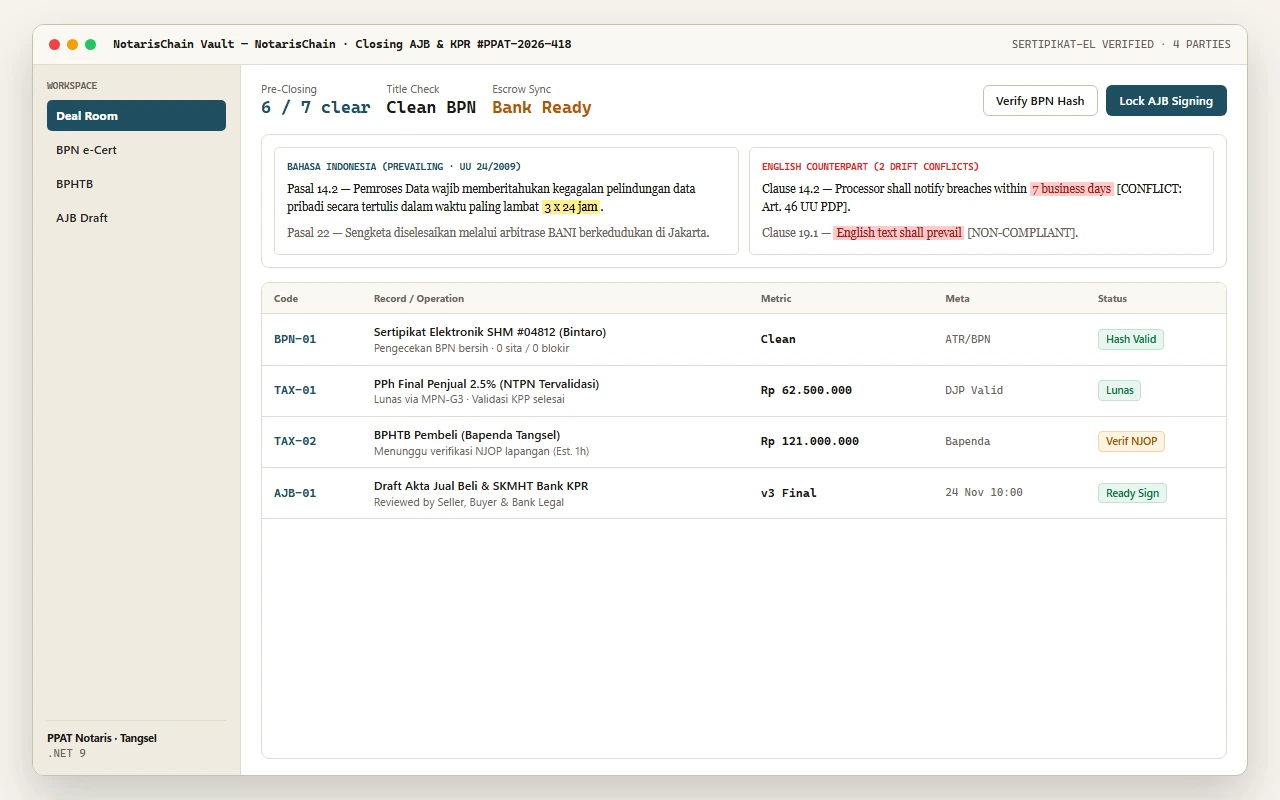 NotarisChain Vault — NotarisChain · Closing AJB & KPR #PPAT-2026-418
SERTIPIKAT-EL VERIFIED · 4 PARTIES
WORKSPACE
Deal Room
BPN e-Cert
BPHTB
AJB Draft
PPAT Notaris · Tangsel
.NET 9
Pre-Closing
6 / 7 clear
Title Check
Clean BPN
Escrow Sync
Bank Ready
Verify BPN Hash
Lock AJB Signing
BAHASA INDONESIA (PREVAILING · UU 24/2009)
Pasal 14.2 — Pemroses Data wajib memberitahukan kegagalan pelindungan data
pribadi secara tertulis dalam waktu paling lambat 3 x 24 jam.
Pasal 22 — Sengketa diselesaikan melalui arbitrase BANI berkedudukan di Jakarta.
ENGLISH COUNTERPART (2 DRIFT CONFLICTS)
Clause 14.2 — Processor shall notify breaches within 7 business days [CONFLICT:
Art. 46 UU PDP].
Clause 19.1 — English text shall prevail [NON-COMPLIANT].
Code Record / Operation Metric Meta Status
BPN-01 Sertipikat Elektronik SHM #04812 (Bintaro) Clean ATR/BPN Hash Valid
Pengecekan BPN bersih · 0 sita / 0 blokir
TAX-01 PPh Final Penjual 2.5% (NTPN Tervalidasi) Rp 62.500.000 DJP Valid Lunas
Lunas via MPN-G3 · Validasi KPP selesai
TAX-02 BPHTB Pembeli (Bapenda Tangsel) Rp 121.000.000 Bapenda Verif NJOP
Menunggu verifikasi NJOP lapangan (Est. 1h)
AJB-01 Draft Akta Jual Beli & SKMHT Bank KPR v3 Final 24 Nov 10:00 Ready Sign
Reviewed by Seller, Buyer & Bank Legal